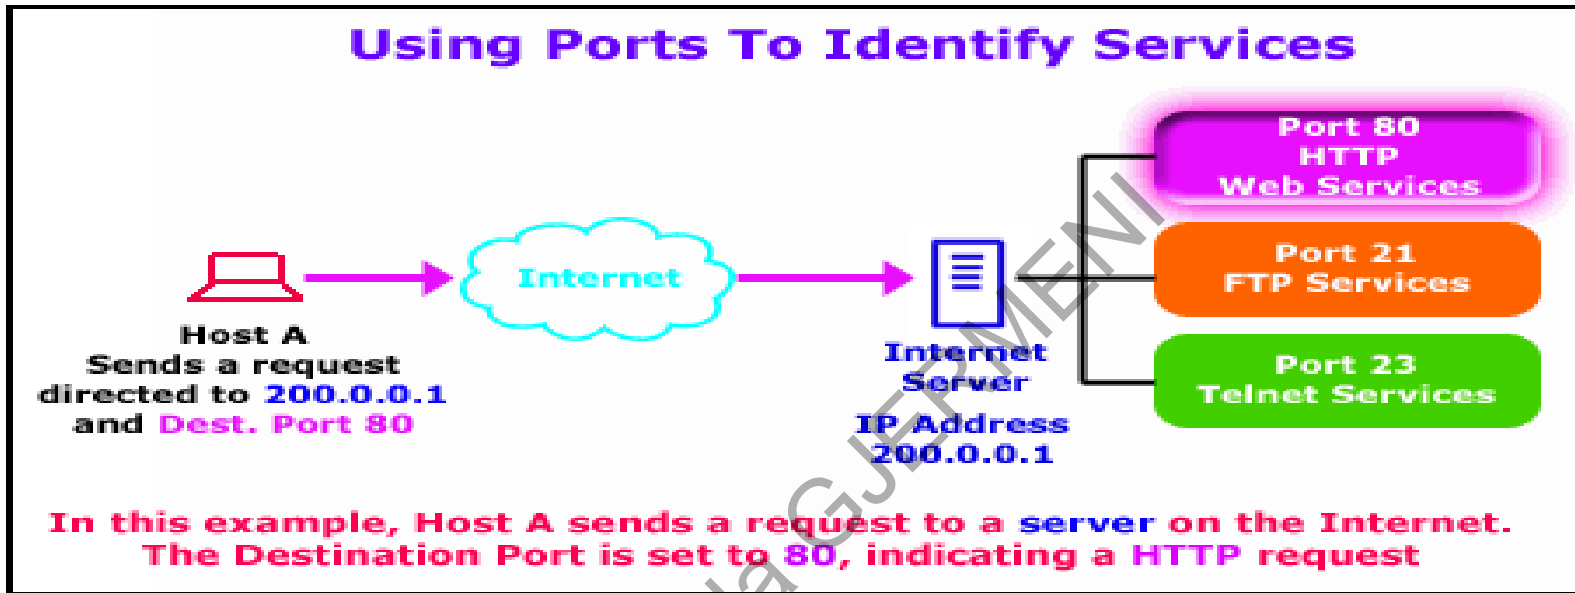 Using Ports To Identify Services
Port 80
HTTP
Web Services
Port 21
FTP Services
Port 23
Telnet Services
Internet
Host A
Sends a request
directed to 200.0.0.1
and Dest. Port 80
Internet
Server
IP Address
200.0.0.1
In this example, Host A sends a request to a server on the Internet.
The Destination Port is set to 80, indicating a HTTP request
GJERMENI